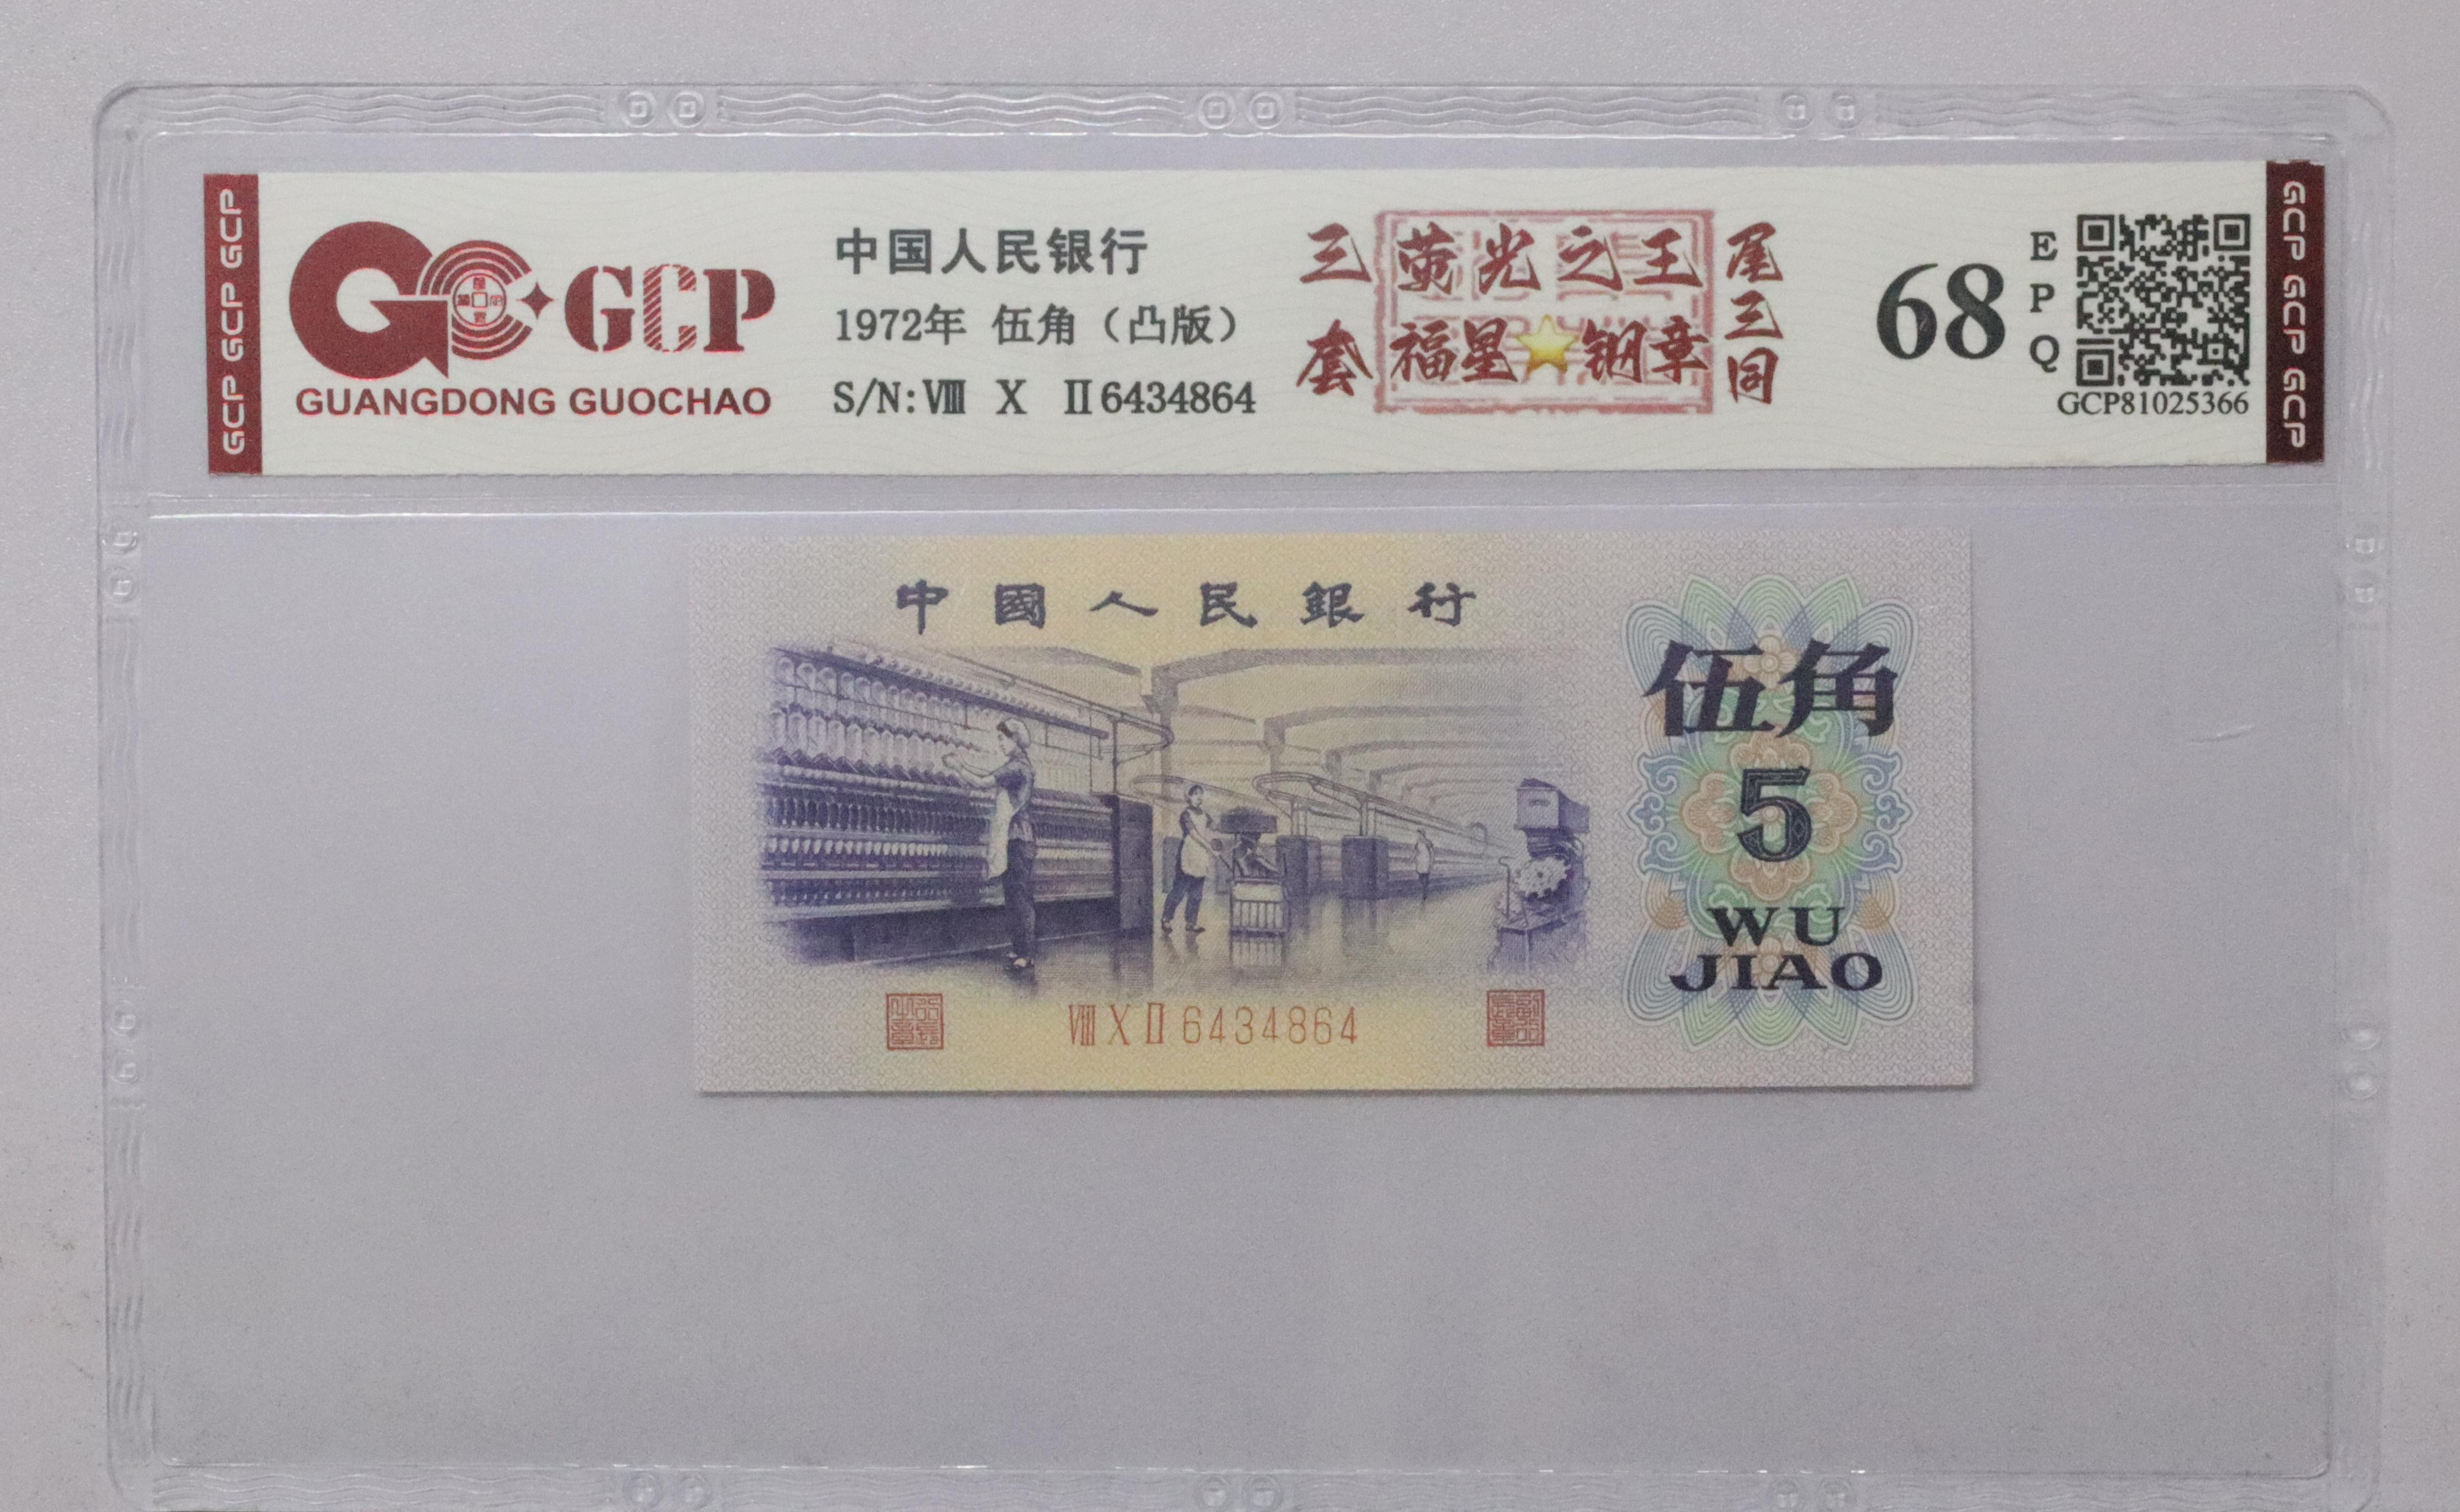 GCP GCP GCP
GCP
GUANGDONG GUOCHAO
中国人民银行
1972年 伍角（凸版）
S/N:Ⅷ Ⅹ Ⅱ6434864
三套
荧光之王
福星⭐钢章
尾三同
68
EPQ
GCP81025366
GCP GCP GCP
中國人民銀行
伍角
5
WU
JIAO
ⅧⅩⅡ6434864